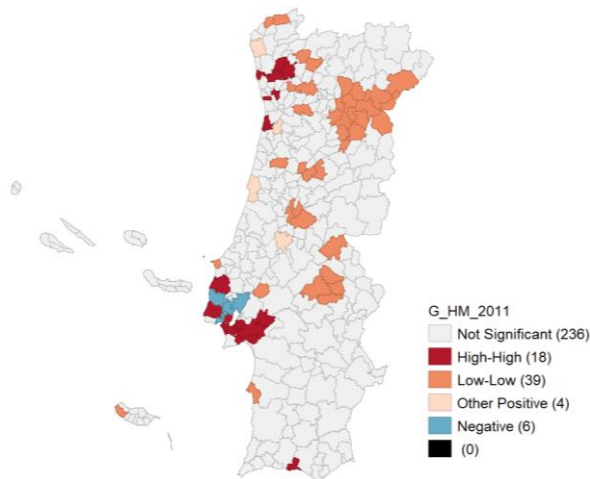 G_HM_2011
Not Significant (236)
High-High (18)
Low-Low (39)
Other Positive (4)
Negative (6)
(0)